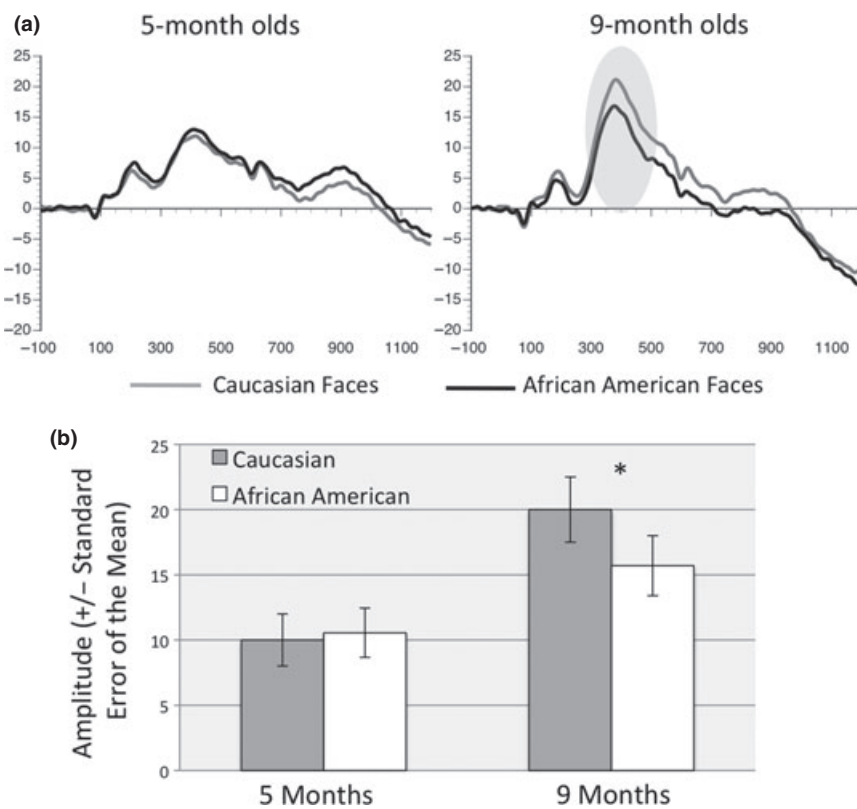 (a)
5-month olds 9-month olds
25 25
20 20
15 15
10 10
5 5
0 0
−5 −5
−10 −10
−15 −15
−20 −20
−100 100 300 500 700 900 1100 −100 100 300 500 700 900 1100
Caucasian Faces African American Faces
(b)
25
Caucasian *
African American
20
15
10
5
0
Amplitude (+/− Standard
Error of the Mean)
5 Months 9 Months